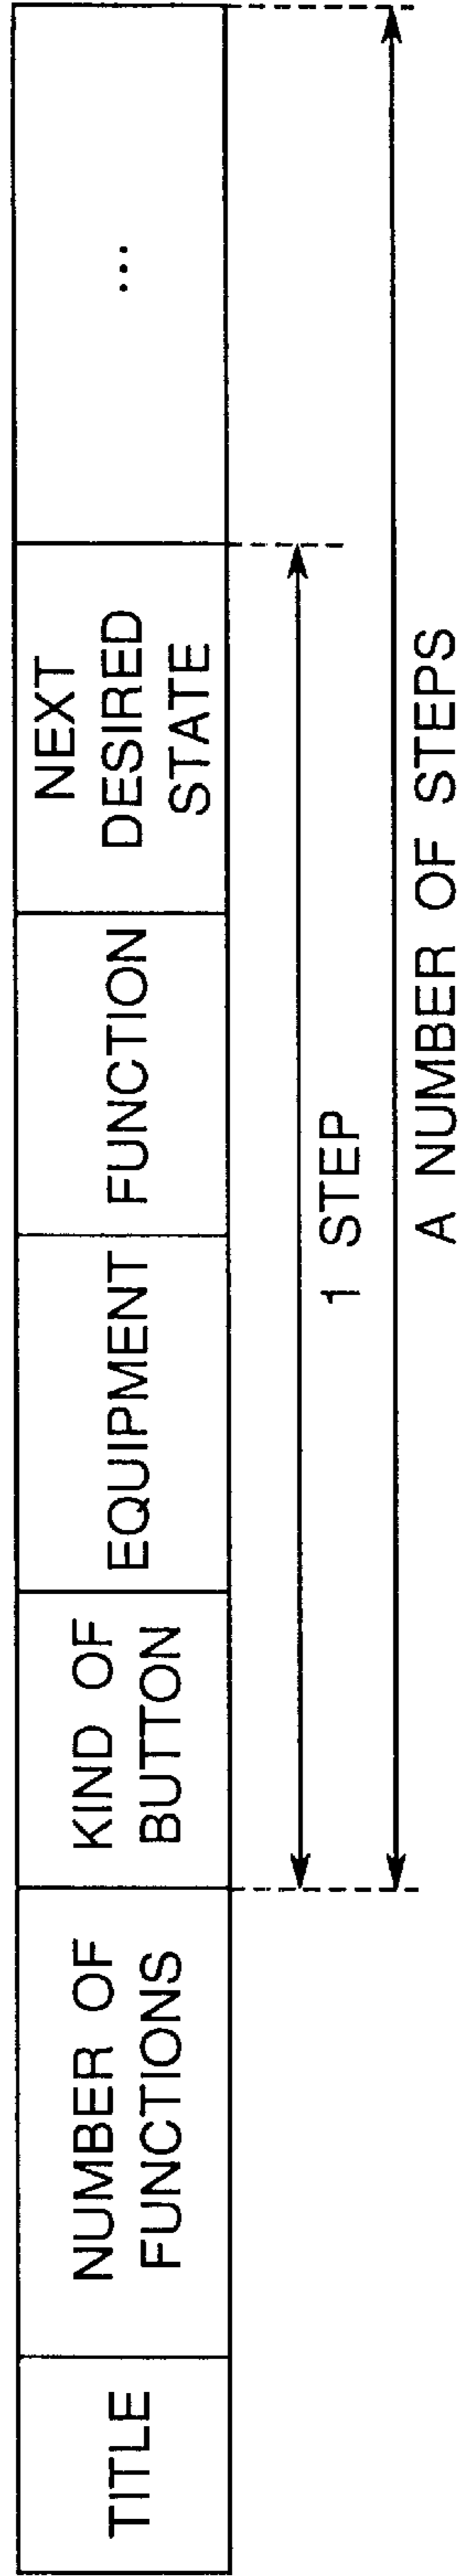 TITLE
NUMBER OF
FUNCTIONS
KIND OF
BUTTON
EQUIPMENT
FUNCTION
NEXT
DESIRED
STATE
...
1 STEP
A NUMBER OF STEPS